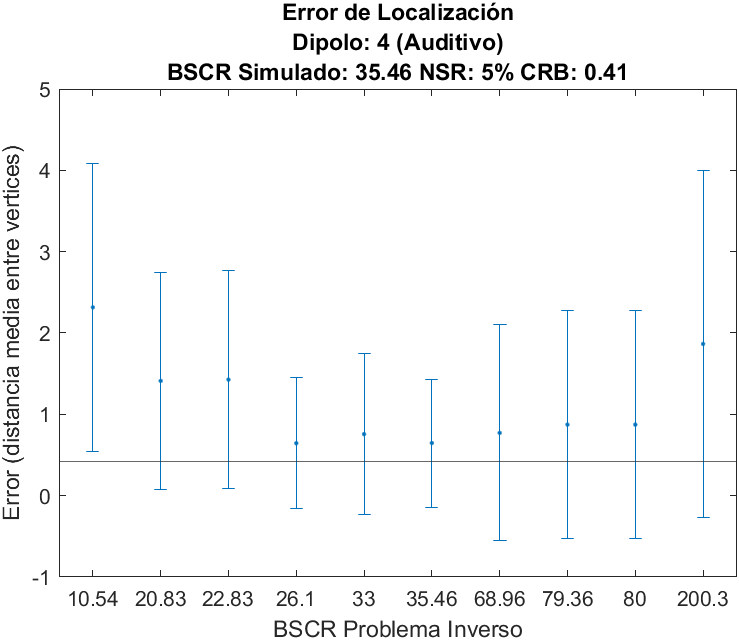 Error de Localización
Dipolo: 4 (Auditivo)
BSCR Simulado: 35.46 NSR: 5% CRB: 0.41
Error (distancia media entre vertices)
5
4
3
2
1
0
-1
10.54 20.83 22.83 26.1 33 35.46 68.96 79.36 80 200.3
BSCR Problema Inverso